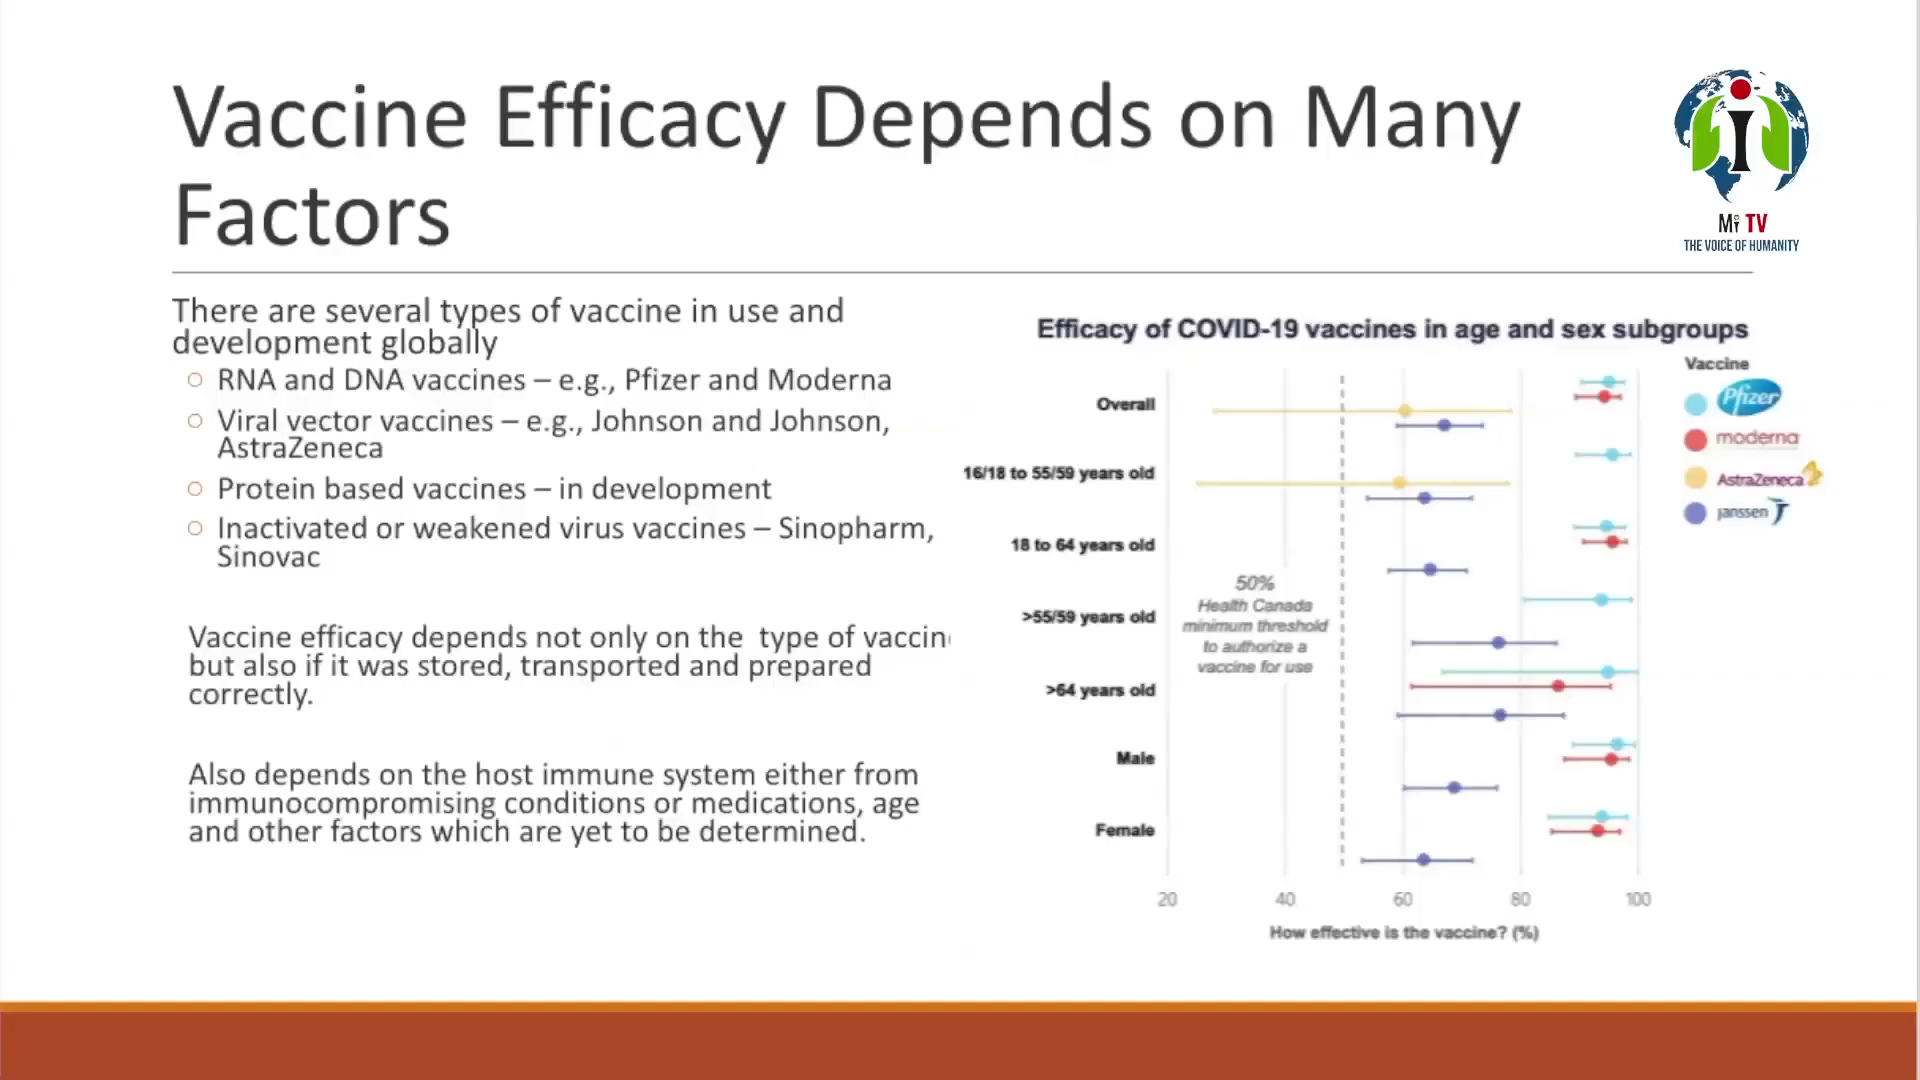 Vaccine Efficacy Depends on Many
Factors
MiY TV
THE VOICE OF HUMANITY
There are several types of vaccine in use and
development globally
RNA and DNA vaccines – e.g., Pfizer and Moderna
Viral vector vaccines – e.g., Johnson and Johnson,
AstraZeneca
Protein based vaccines – in development
Inactivated or weakened virus vaccines – Sinopharm,
Sinovac
Vaccine efficacy depends not only on the type of vaccin
but also if it was stored, transported and prepared
correctly.
Also depends on the host immune system either from
immunocompromising conditions or medications, age
and other factors which are yet to be determined.
Efficacy of COVID-19 vaccines in age and sex subgroups
Vaccine
Pfizer
moderna
AstraZeneca
janssen
Overall
16/18 to 55/59 years old
18 to 64 years old
>55/59 years old
>64 years old
Male
Female
50%
Health Canada
minimum threshold
to authorize a
vaccine for use
20 40 60 80 100
How effective is the vaccine? (%)